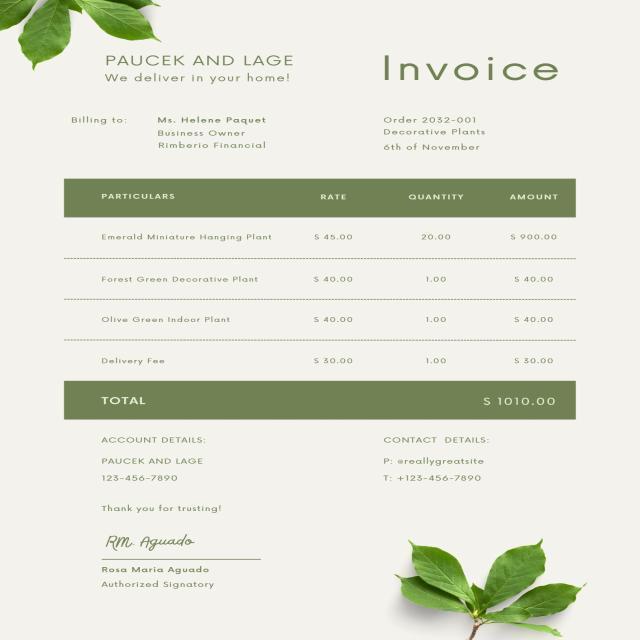 PAUCEK AND LAGE
We deliver in your home!
Invoice
Billing to:
Ms. Helene Paquet
Business Owner
Rimberio Financial
Order 2032-001
Decorative Plants
6th of November
PARTICULARS RATE QUANTITY AMOUNT
Emerald Miniature Hanging Plant $ 45.00 20.00 $ 900.00
Forest Green Decorative Plant $ 40.00 1.00 $ 40.00
Olive Green Indoor Plant $ 40.00 1.00 $ 40.00
Delivery Fee $ 30.00 1.00 $ 30.00
TOTAL $ 1010.00
ACCOUNT DETAILS:
PAUCEK AND LAGE
123-456-7890
CONTACT DETAILS:
P: @reallygreatsite
T: +123-456-7890
Thank you for trusting!
RM. Aguado
Rosa Maria Aguado
Authorized Signatory